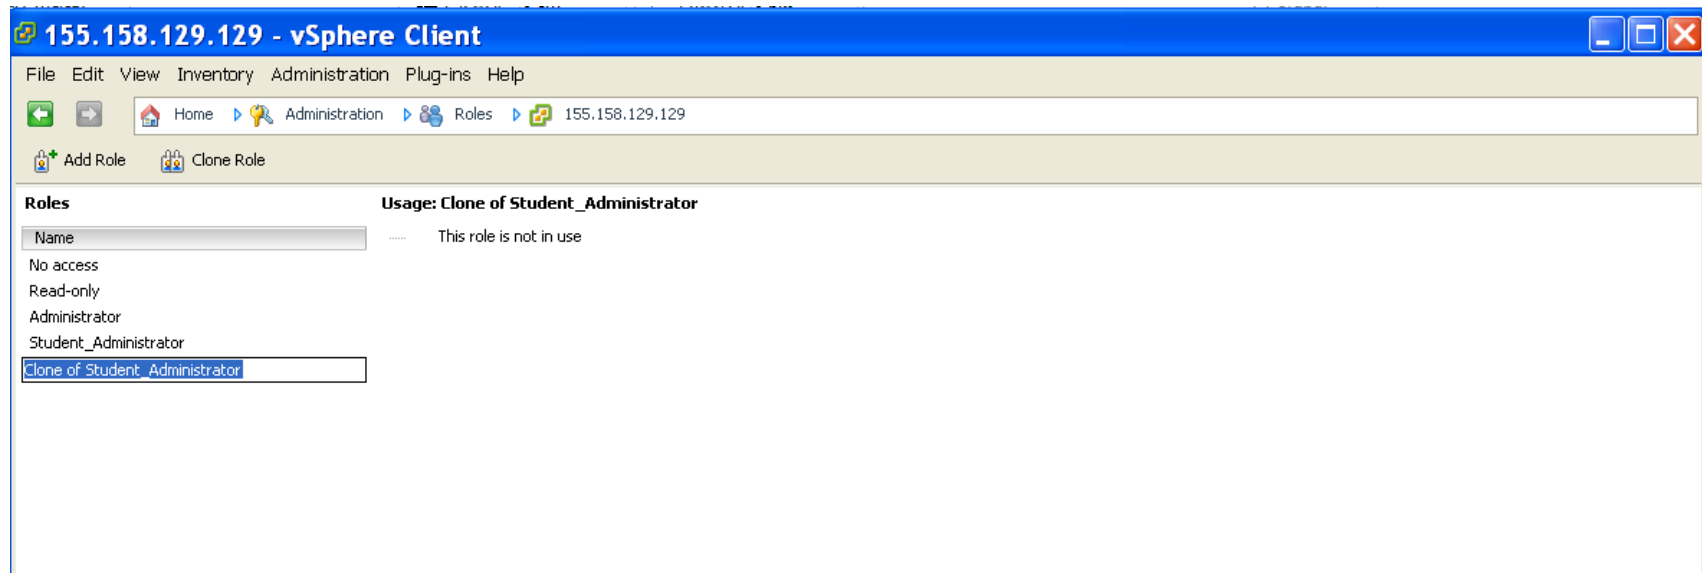 155.158.129.129 - vSphere Client
File Edit View Inventory Administration Plug-ins Help
Home Administration Roles 155.158.129.129
Add Role Clone Role
Roles
Usage: Clone of Student_Administrator
Name
This role is not in use
No access
Read-only
Administrator
Student_Administrator
Clone of Student_Administrator